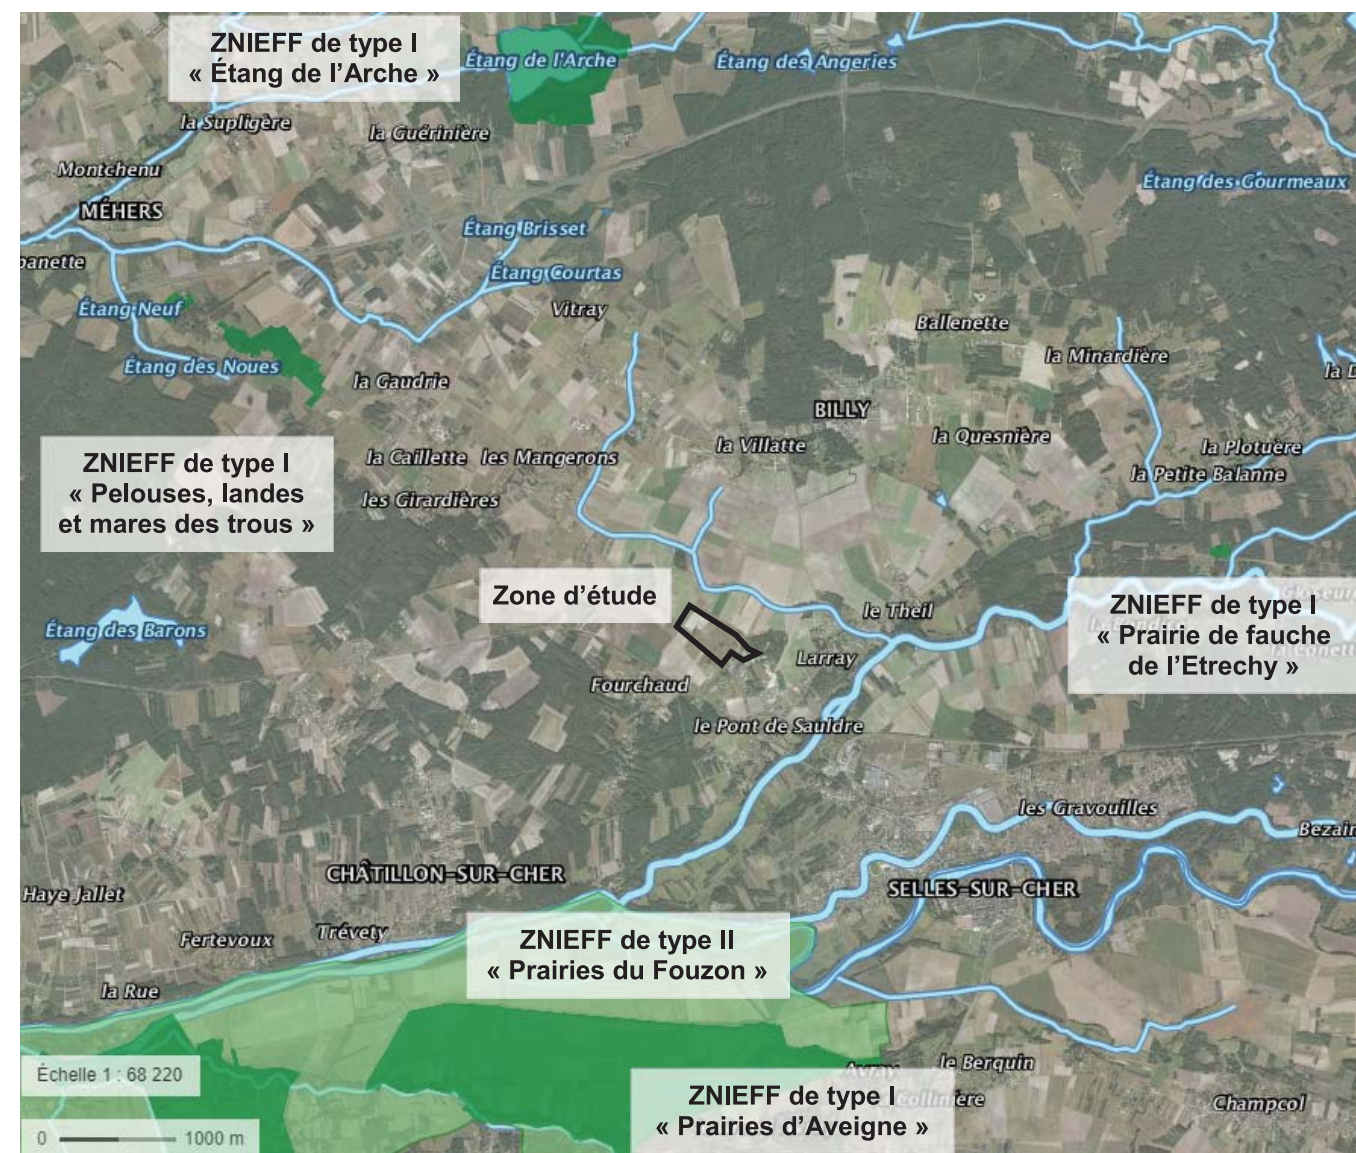 ZNIEFF de type I
« Étang de l'Arche »
Étang de l'Arche
Étang des Angeries
la Supligère
la Guérinière
Montchenu
Étang des Gourmeaux
MÉHERS
Étang Brisset
panette
Étang Courtas
Étang Neuf
Vitray
Ballenette
la Minardière
Étang des Noues
la Gaudrie
la D
BILLY
la Villatte
la Quesnière
la Plotuère
ZNIEFF de type I
« Pelouses, landes
et mares des trous »
la Caillette
les Mangerons
la Petite Balanne
les Girardières
Zone d'étude
le Theil
ZNIEFF de type I
« Prairie de fauche
de l'Etrechy »
Étang des Barons
Larray
Fourchaud
le Pont de Sauldre
les Gravouilles
Bezain
CHÂTILLON-SUR-CHER
SELLES-SUR-CHER
Haye Jallet
Fertevoux
Trévety
ZNIEFF de type II
« Prairies du Fouzon »
la Rue
le Berquin
Échelle 1 : 68 220
ZNIEFF de type I
« Prairies d'Aveigne »
Collinière
Champcol
0
1000 m